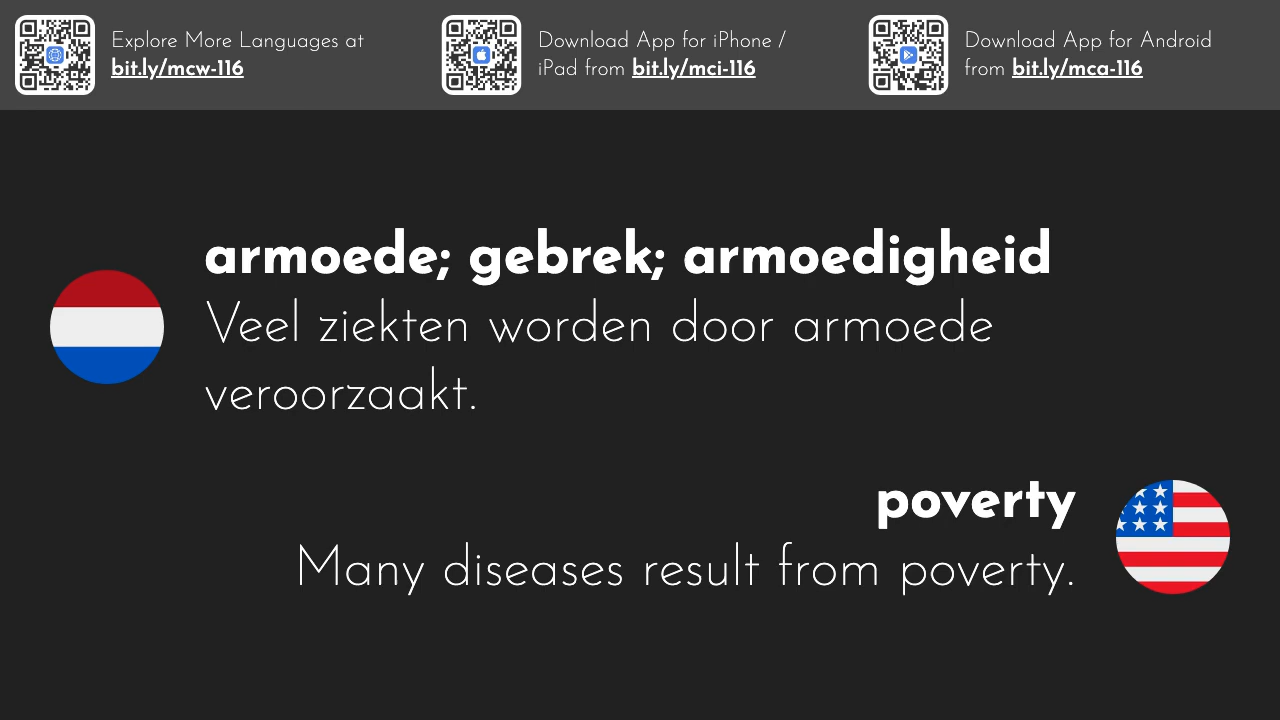 Explore More Languages at
bit.ly/mcw-116
Download App for iPhone /
iPad from bit.ly/mci-116
Download App for Android
from bit.ly/mca-116
armoede; gebrek; armoedigheid
Veel ziekten worden door armoede
veroorzaakt.
poverty
Many diseases result from poverty.